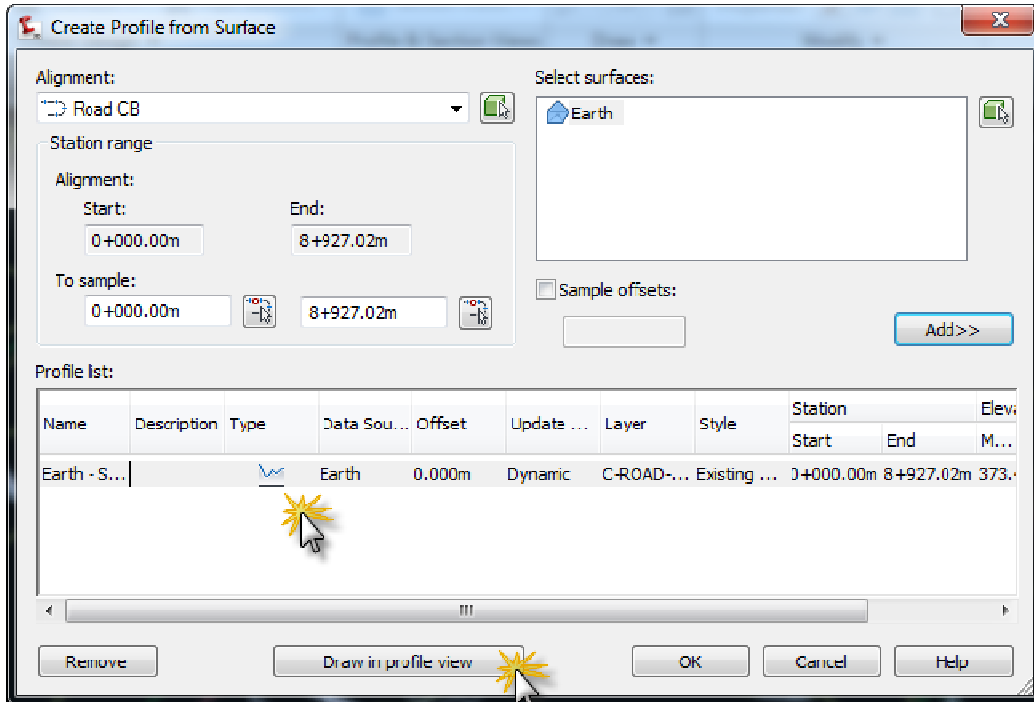 Create Profile from Surface
Alignment:
Road CB
Select surfaces:
Earth
Station range
Alignment:
Start: End:
0+000.00m 8+927.02m
To sample:
0+000.00m 8+927.02m
Sample offsets:
Add>>
Profile list:
Name Description Type Data Sou... Offset Update ... Layer Style Station Eleva
Start End M...
Earth - S... Earth 0.000m Dynamic C-ROAD-... Existing ... 0+000.00m 8+927.02m 373.4
Remove Draw in profile view OK Cancel Help